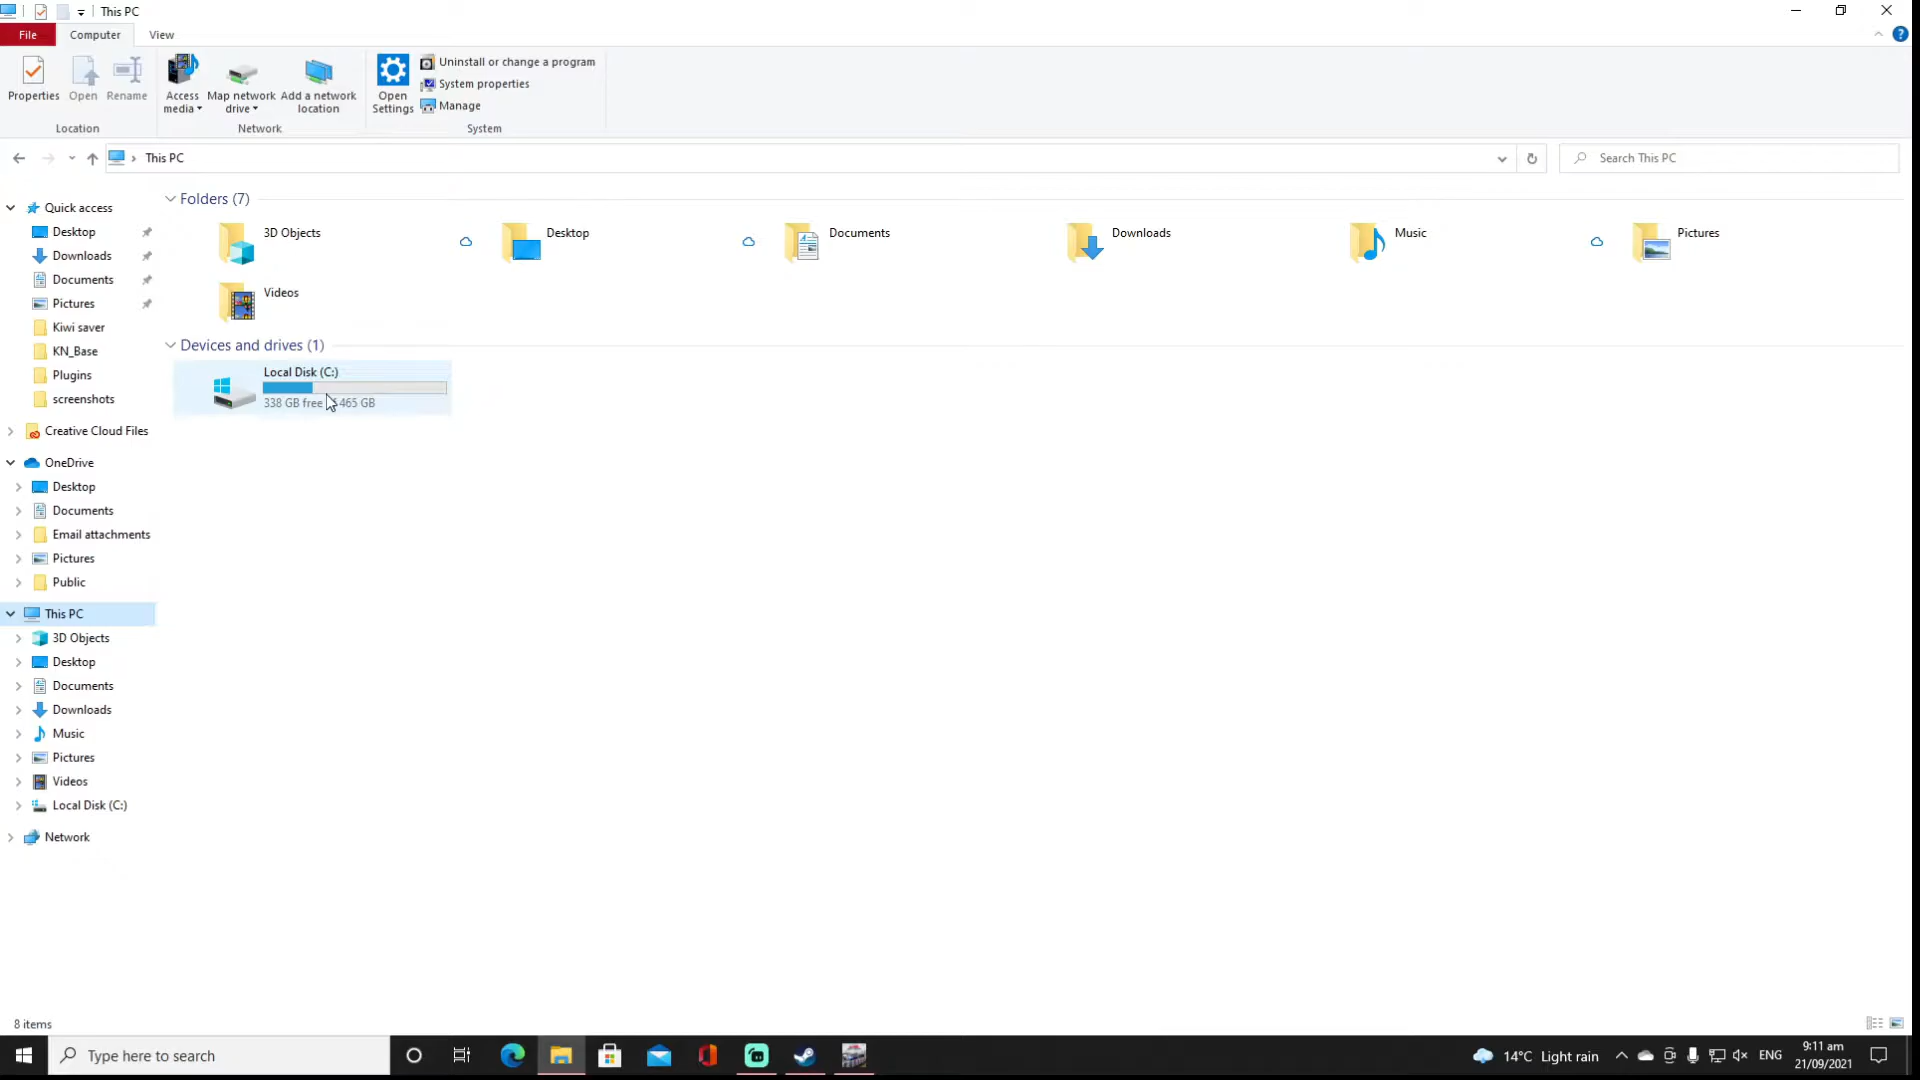 This PC
File Computer View
Properties Open Rename Access media Map network drive Add a network location Open Settings Uninstall or change a program
System properties
Manage
Location Network System
This PC
Search This PC
Quick access
Desktop
Downloads
Documents
Pictures
Kiwi saver
KN_Base
Plugins
screenshots
Creative Cloud Files
OneDrive
Desktop
Documents
Email attachments
Pictures
Public
This PC
3D Objects
Desktop
Documents
Downloads
Music
Pictures
Videos
Local Disk (C:)
Network
Folders (7)
3D Objects
Desktop
Documents
Downloads
Music
Pictures
Videos
Devices and drives (1)
Local Disk (C:)
338 GB free 465 GB
8 items
Type here to search
14°C Light rain
ENG
9:11 am
21/09/2021